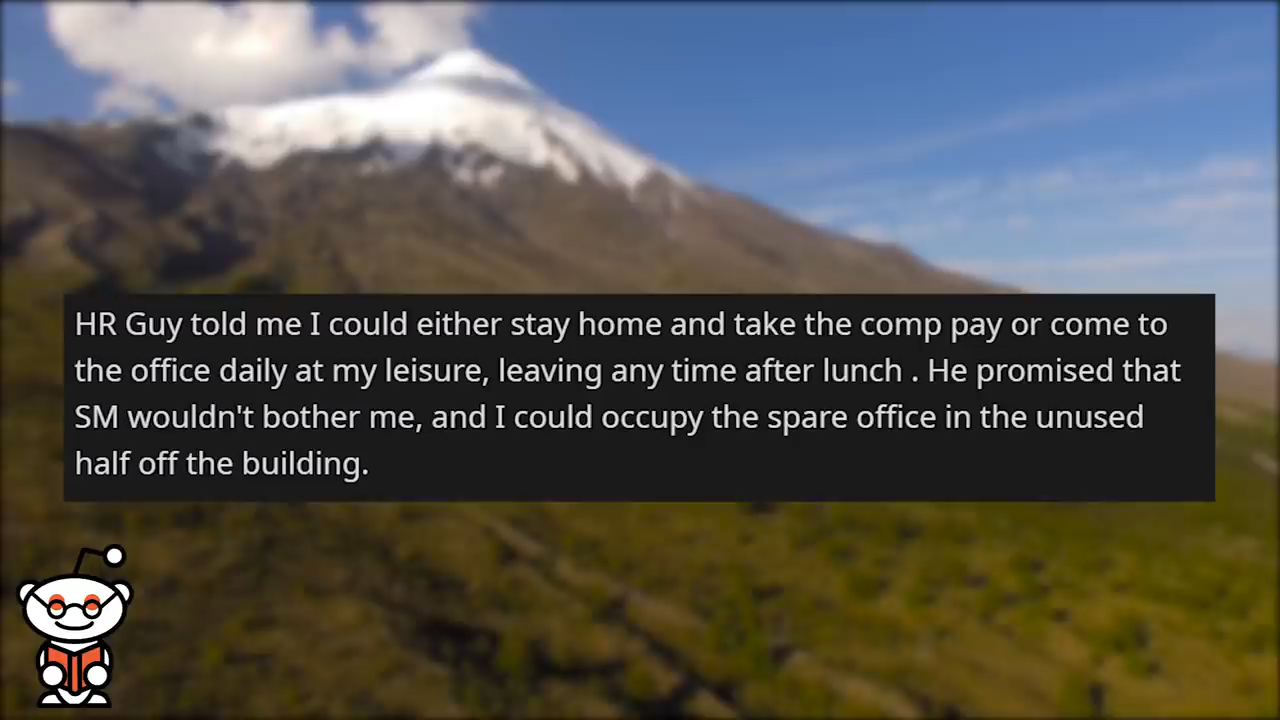 HR Guy told me I could either stay home and take the comp pay or come to
the office daily at my leisure, leaving any time after lunch . He promised that
SM wouldn't bother me, and I could occupy the spare office in the unused
half off the building.